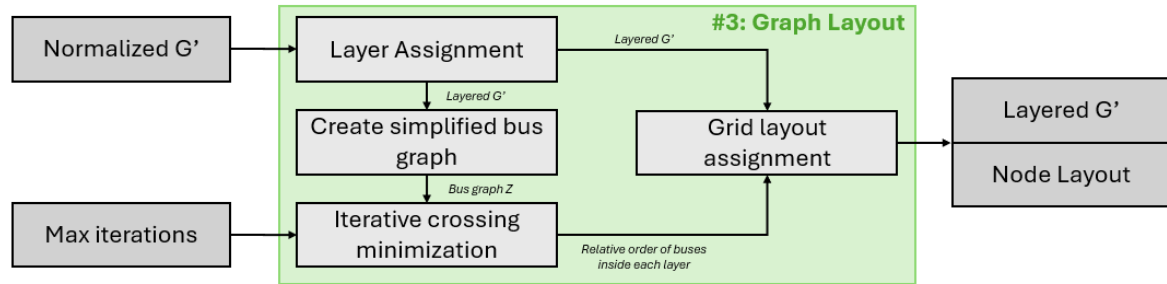 #3: Graph Layout
Normalized G’
Layer Assignment
Layered G’
Layered G’
Create simplified bus
graph
Grid layout
assignment
Layered G’
Node Layout
Bus graph Z
Max iterations
Iterative crossing
minimization
Relative order of buses
inside each layer